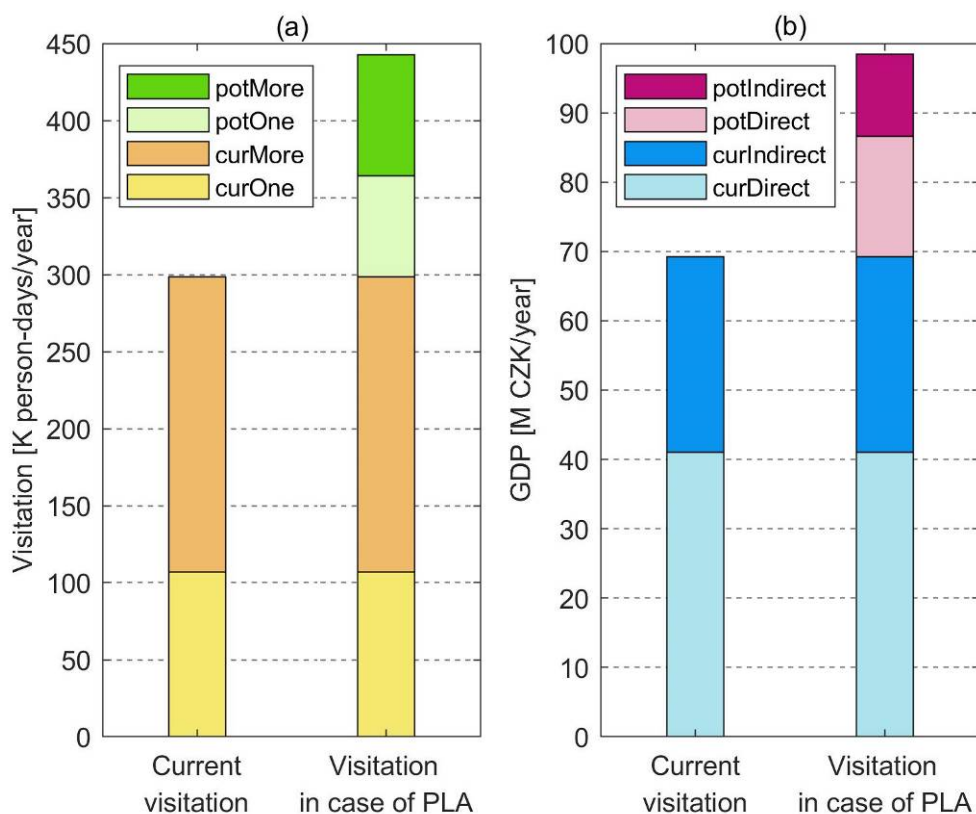 (a)
Visitation [K person-days/year]
450
400
350
300
250
200
150
100
50
0
potMore
potOne
curMore
curOne
Current
visitation
Visitation
in case of PLA
(b)
GDP [M CZK/year]
100
90
80
70
60
50
40
30
20
10
0
potIndirect
potDirect
curIndirect
curDirect
Current
visitation
Visitation
in case of PLA